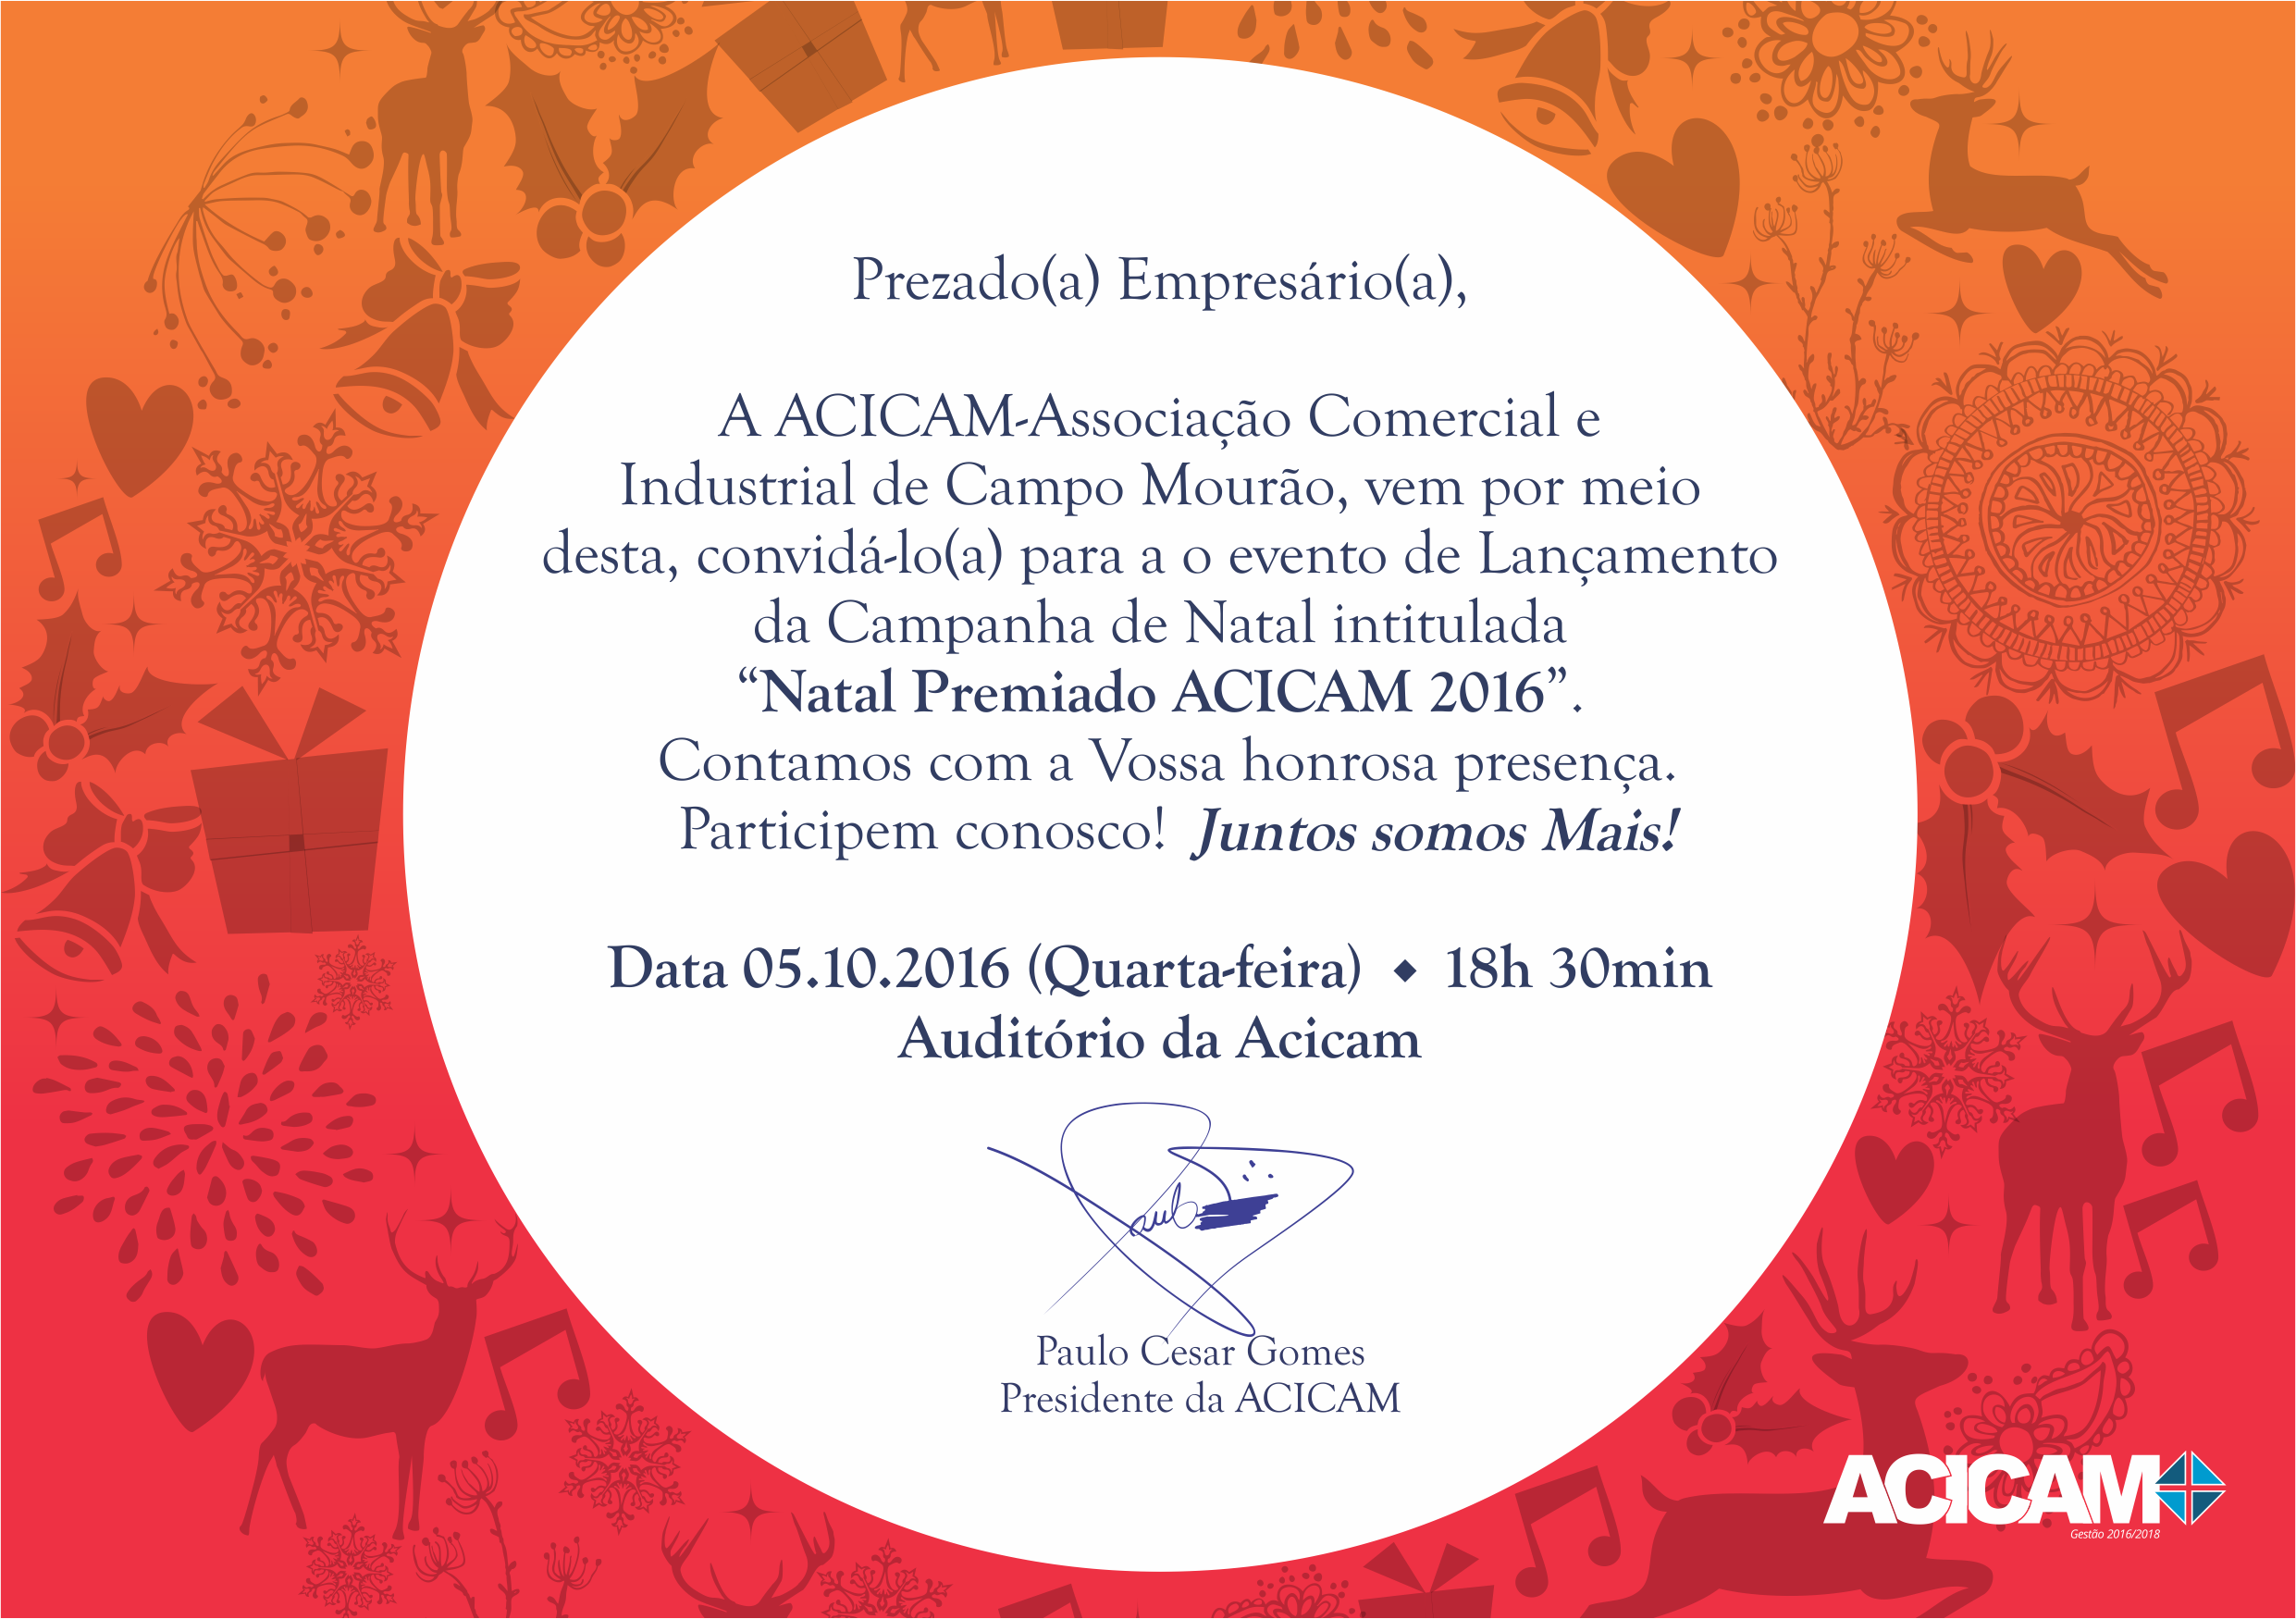 Prezado(a) Empresário(a),
A ACICAM-Associação Comercial e
Industrial de Campo Mourão, vem por meio
desta, convidá-lo(a) para a o evento de Lançamento
da Campanha de Natal intitulada
“Natal Premiado ACICAM 2016”.
Contamos com a Vossa honrosa presença.
Participem conosco! Juntos somos Mais!
Data 05.10.2016 (Quarta-feira) ◆ 18h 30min
Auditório da Acicam
Paulo Cesar Gomes
Presidente da ACICAM
ACICAM
Gestão 2016/2018